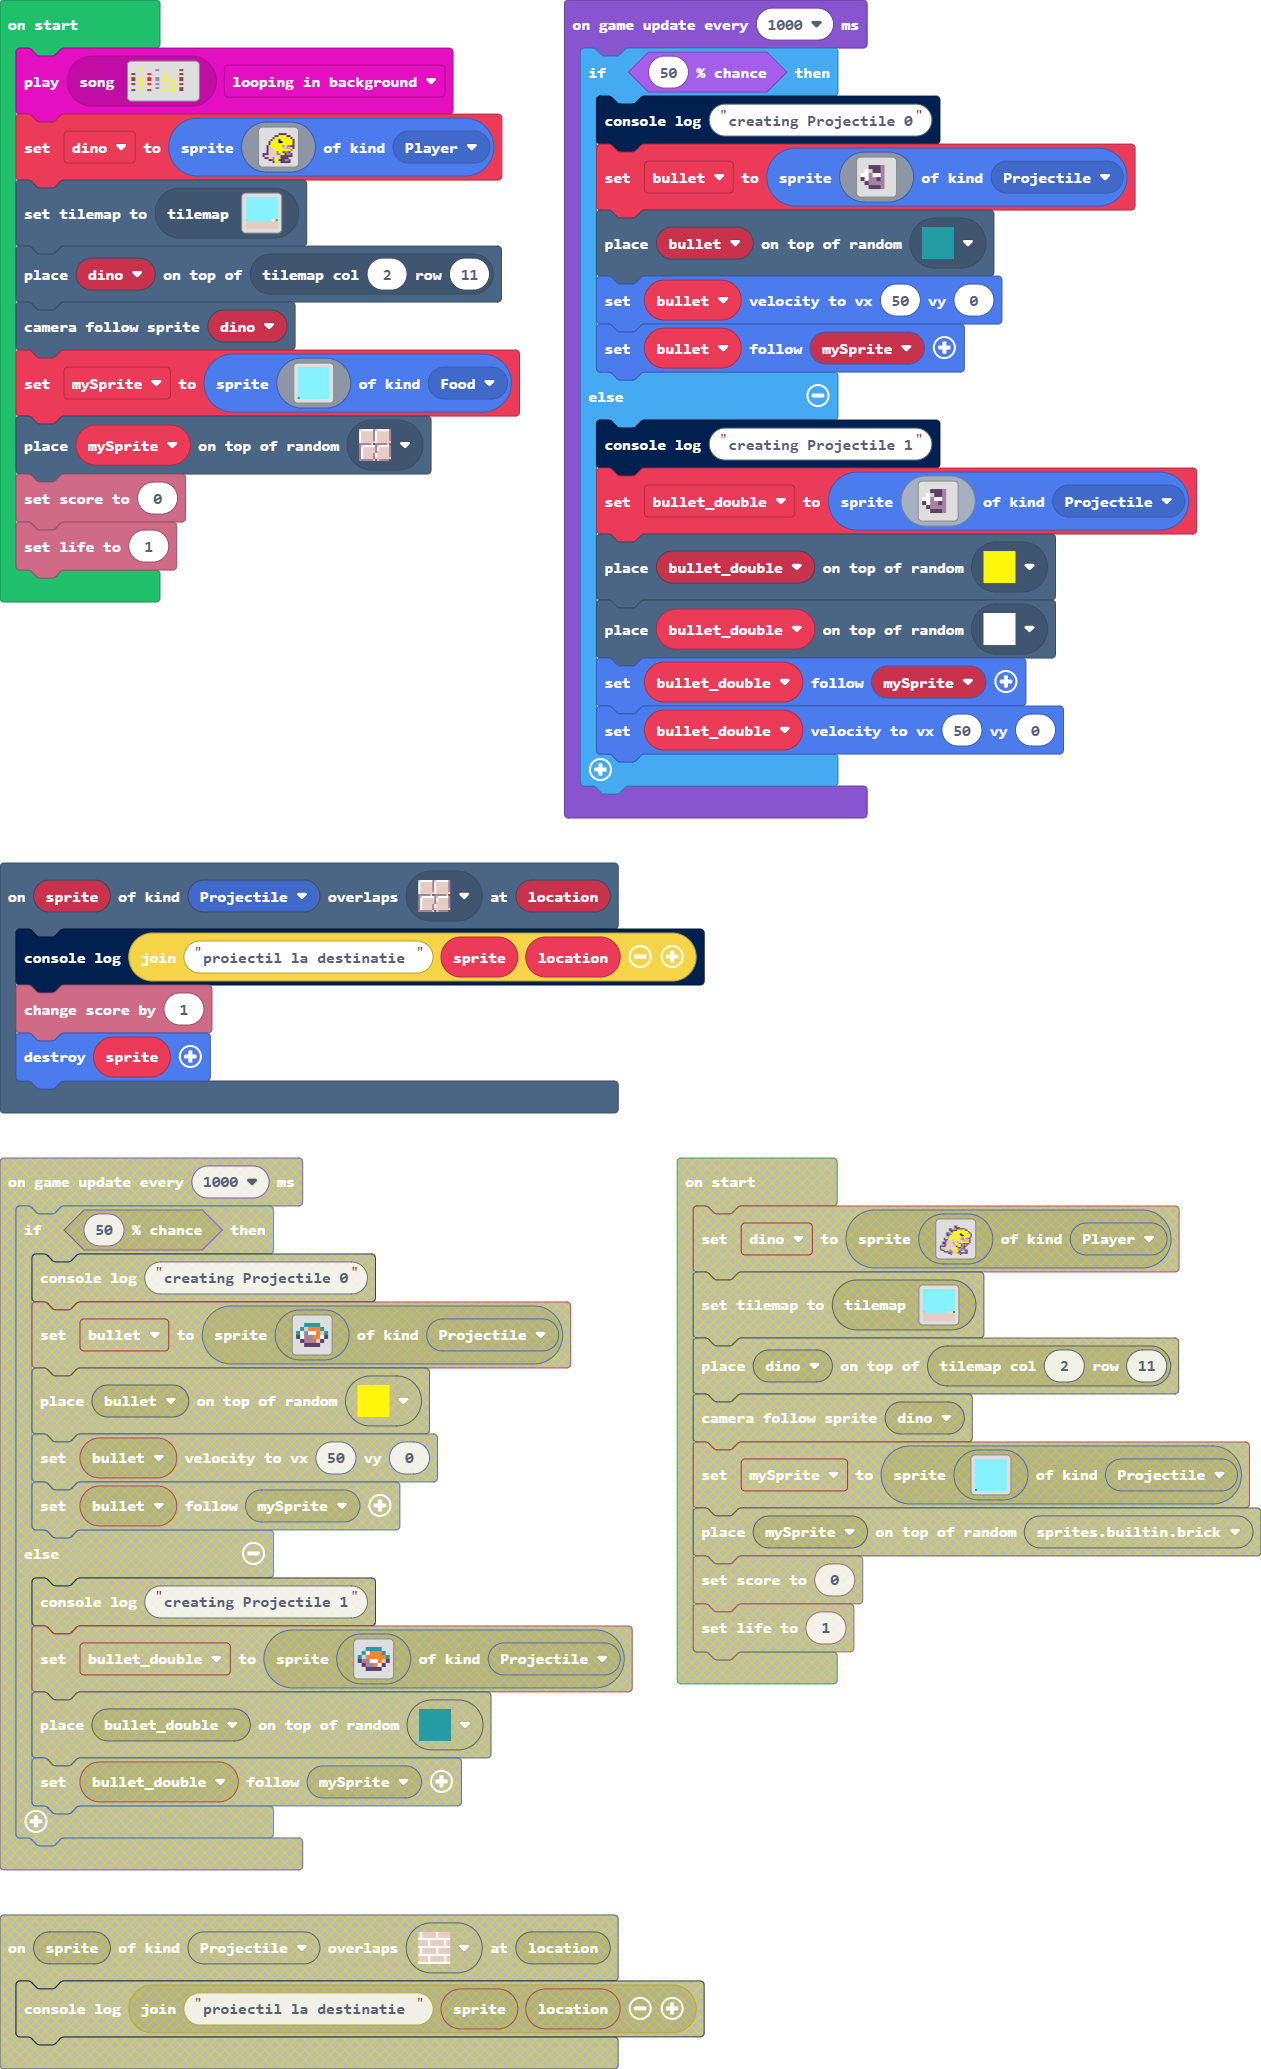 on start
play song looping in background
set dino to sprite of kind Player
set tilemap to tilemap
place dino on top of tilemap col 2 row 11
camera follow sprite dino
set mySprite to sprite of kind Food
place mySprite on top of random
set score to 0
set life to 1
on game update every 1000 ms
if 50 % chance then
console log "creating Projectile 0"
set bullet to sprite of kind Projectile
place bullet on top of random
set bullet velocity to vx 50 vy 0
set bullet follow mySprite
else
console log "creating Projectile 1"
set bullet_double to sprite of kind Projectile
place bullet_double on top of random
place bullet_double on top of random
set bullet_double follow mySprite
set bullet_double velocity to vx 50 vy 0
on sprite of kind Projectile overlaps at location
console log join "proiectil la destinatie " sprite location
change score by 1
destroy sprite
on game update every 1000 ms
if 50 % chance then
console log "creating Projectile 0"
set bullet to sprite of kind Projectile
place bullet on top of random
set bullet velocity to vx 50 vy 0
set bullet follow mySprite
else
console log "creating Projectile 1"
set bullet_double to sprite of kind Projectile
place bullet_double on top of random
set bullet_double follow mySprite
on start
set dino to sprite of kind Player
set tilemap to tilemap
place dino on top of tilemap col 2 row 11
camera follow sprite dino
set mySprite to sprite of kind Projectile
place mySprite on top of random sprites.builtin.brick
set score to 0
set life to 1
on sprite of kind Projectile overlaps at location
console log join "proiectil la destinatie " sprite location